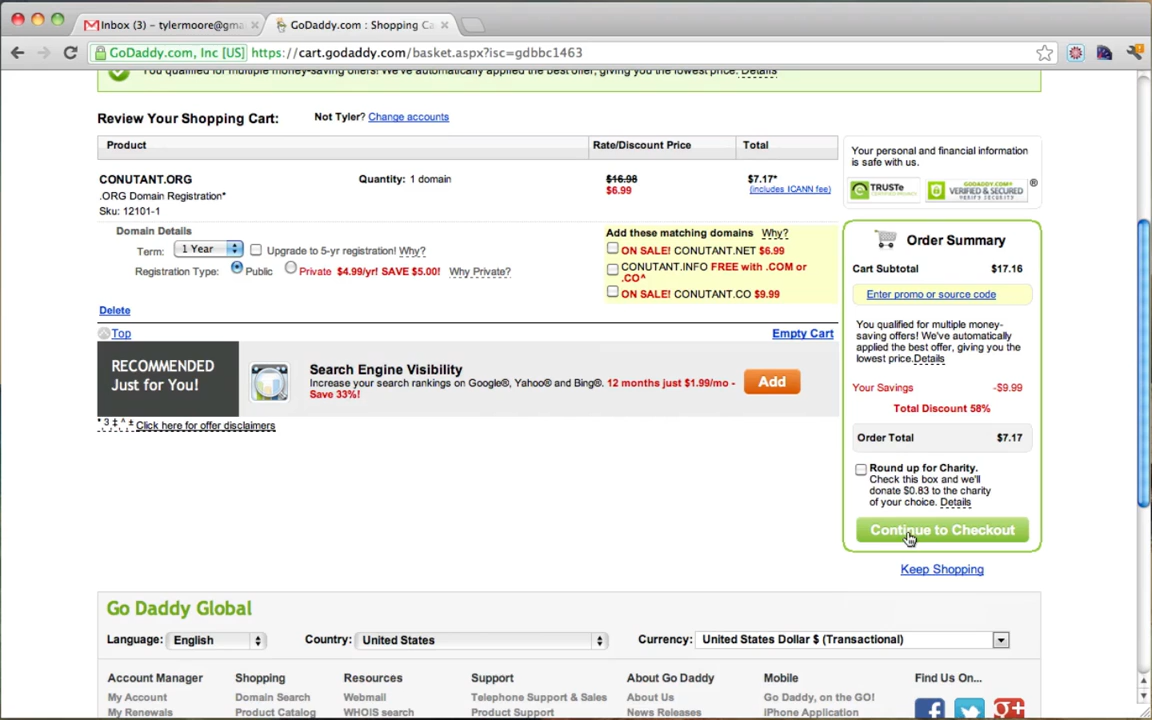 Inbox (3) – tylermoore@gma
GoDaddy.com : Shopping Ca
GoDaddy.com, Inc [US] https://cart.godaddy.com/basket.aspx?isc=gdbbc1463
You qualified for multiple money-saving offers! We've automatically applied the best offer, giving you the lowest price. Details
Review Your Shopping Cart:
Not Tyler? Change accounts
Product
Rate/Discount Price
Total
CONUTANT.ORG
.ORG Domain Registration*
Sku: 12101-1
Quantity: 1 domain
$16.98
$6.99
$7.17*
(includes ICANN fee)
Domain Details
Term: 1 Year
Upgrade to 5-yr registration! Why?
Registration Type: Public Private $4.99/yr! SAVE $5.00! Why Private?
Add these matching domains Why?
ON SALE! CONUTANT.NET $6.99
CONUTANT.INFO FREE with .COM or
.CO^
ON SALE! CONUTANT.CO $9.99
Delete
Top
Empty Cart
RECOMMENDED
Just for You!
Search Engine Visibility
Increase your search rankings on Google®, Yahoo® and Bing®. 12 months just $1.99/mo -
Save 33%!
Add
* 3 ‡ ^ ± Click here for offer disclaimers
Your personal and financial information
is safe with us.
TRUSTe
GODADDY.COM®
VERIFIED & SECURED
VERIFY SECURITY
®
Order Summary
Cart Subtotal $17.16
Enter promo or source code
You qualified for multiple money-
saving offers! We've automatically
applied the best offer, giving you the
lowest price.Details
Your Savings -$9.99
Total Discount 58%
Order Total $7.17
Round up for Charity.
Check this box and we'll
donate $0.83 to the charity
of your choice. Details
Continue to Checkout
Keep Shopping
Go Daddy Global
Language: English
Country: United States
Currency: United States Dollar $ (Transactional)
Account Manager
My Account
My Renewals
Shopping
Domain Search
Product Catalog
Resources
Webmail
WHOIS search
Support
Telephone Support & Sales
Product Support
About Go Daddy
About Us
News Releases
Mobile
Go Daddy, on the GO!
iPhone Application
Find Us On...